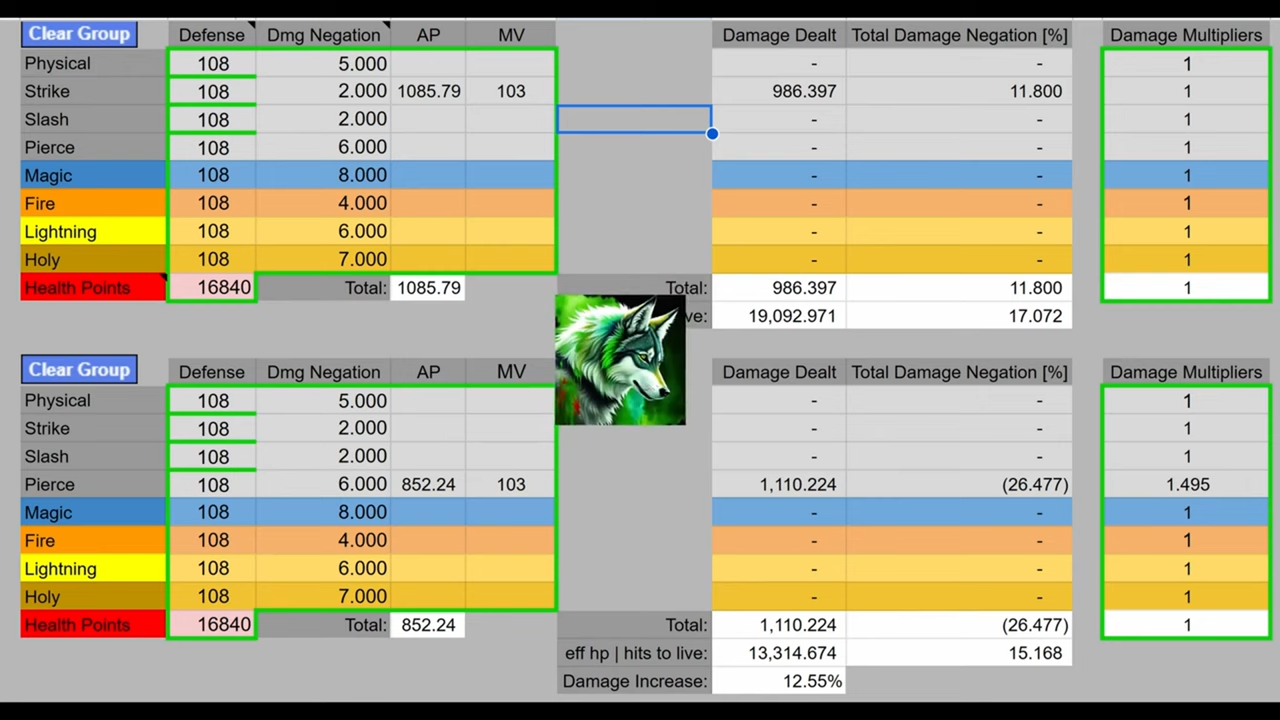 Clear Group Defense Dmg Negation AP MV Damage Dealt Total Damage Negation [%] Damage Multipliers
Physical 108 5.000 - - 1
Strike 108 2.000 1085.79 103 986.397 11.800 1
Slash 108 2.000 - - 1
Pierce 108 6.000 - - 1
Magic 108 8.000 - - 1
Fire 108 4.000 - - 1
Lightning 108 6.000 - - 1
Holy 108 7.000 - - 1
Health Points 16840 Total: 1085.79 Total: 986.397 11.800 1
ve: 19,092.971 17.072
Clear Group Defense Dmg Negation AP MV Damage Dealt Total Damage Negation [%] Damage Multipliers
Physical 108 5.000 - - 1
Strike 108 2.000 - - 1
Slash 108 2.000 - - 1
Pierce 108 6.000 852.24 103 1,110.224 (26.477) 1.495
Magic 108 8.000 - - 1
Fire 108 4.000 - - 1
Lightning 108 6.000 - - 1
Holy 108 7.000 - - 1
Health Points 16840 Total: 852.24 Total: 1,110.224 (26.477) 1
eff hp | hits to live: 13,314.674 15.168
Damage Increase: 12.55%